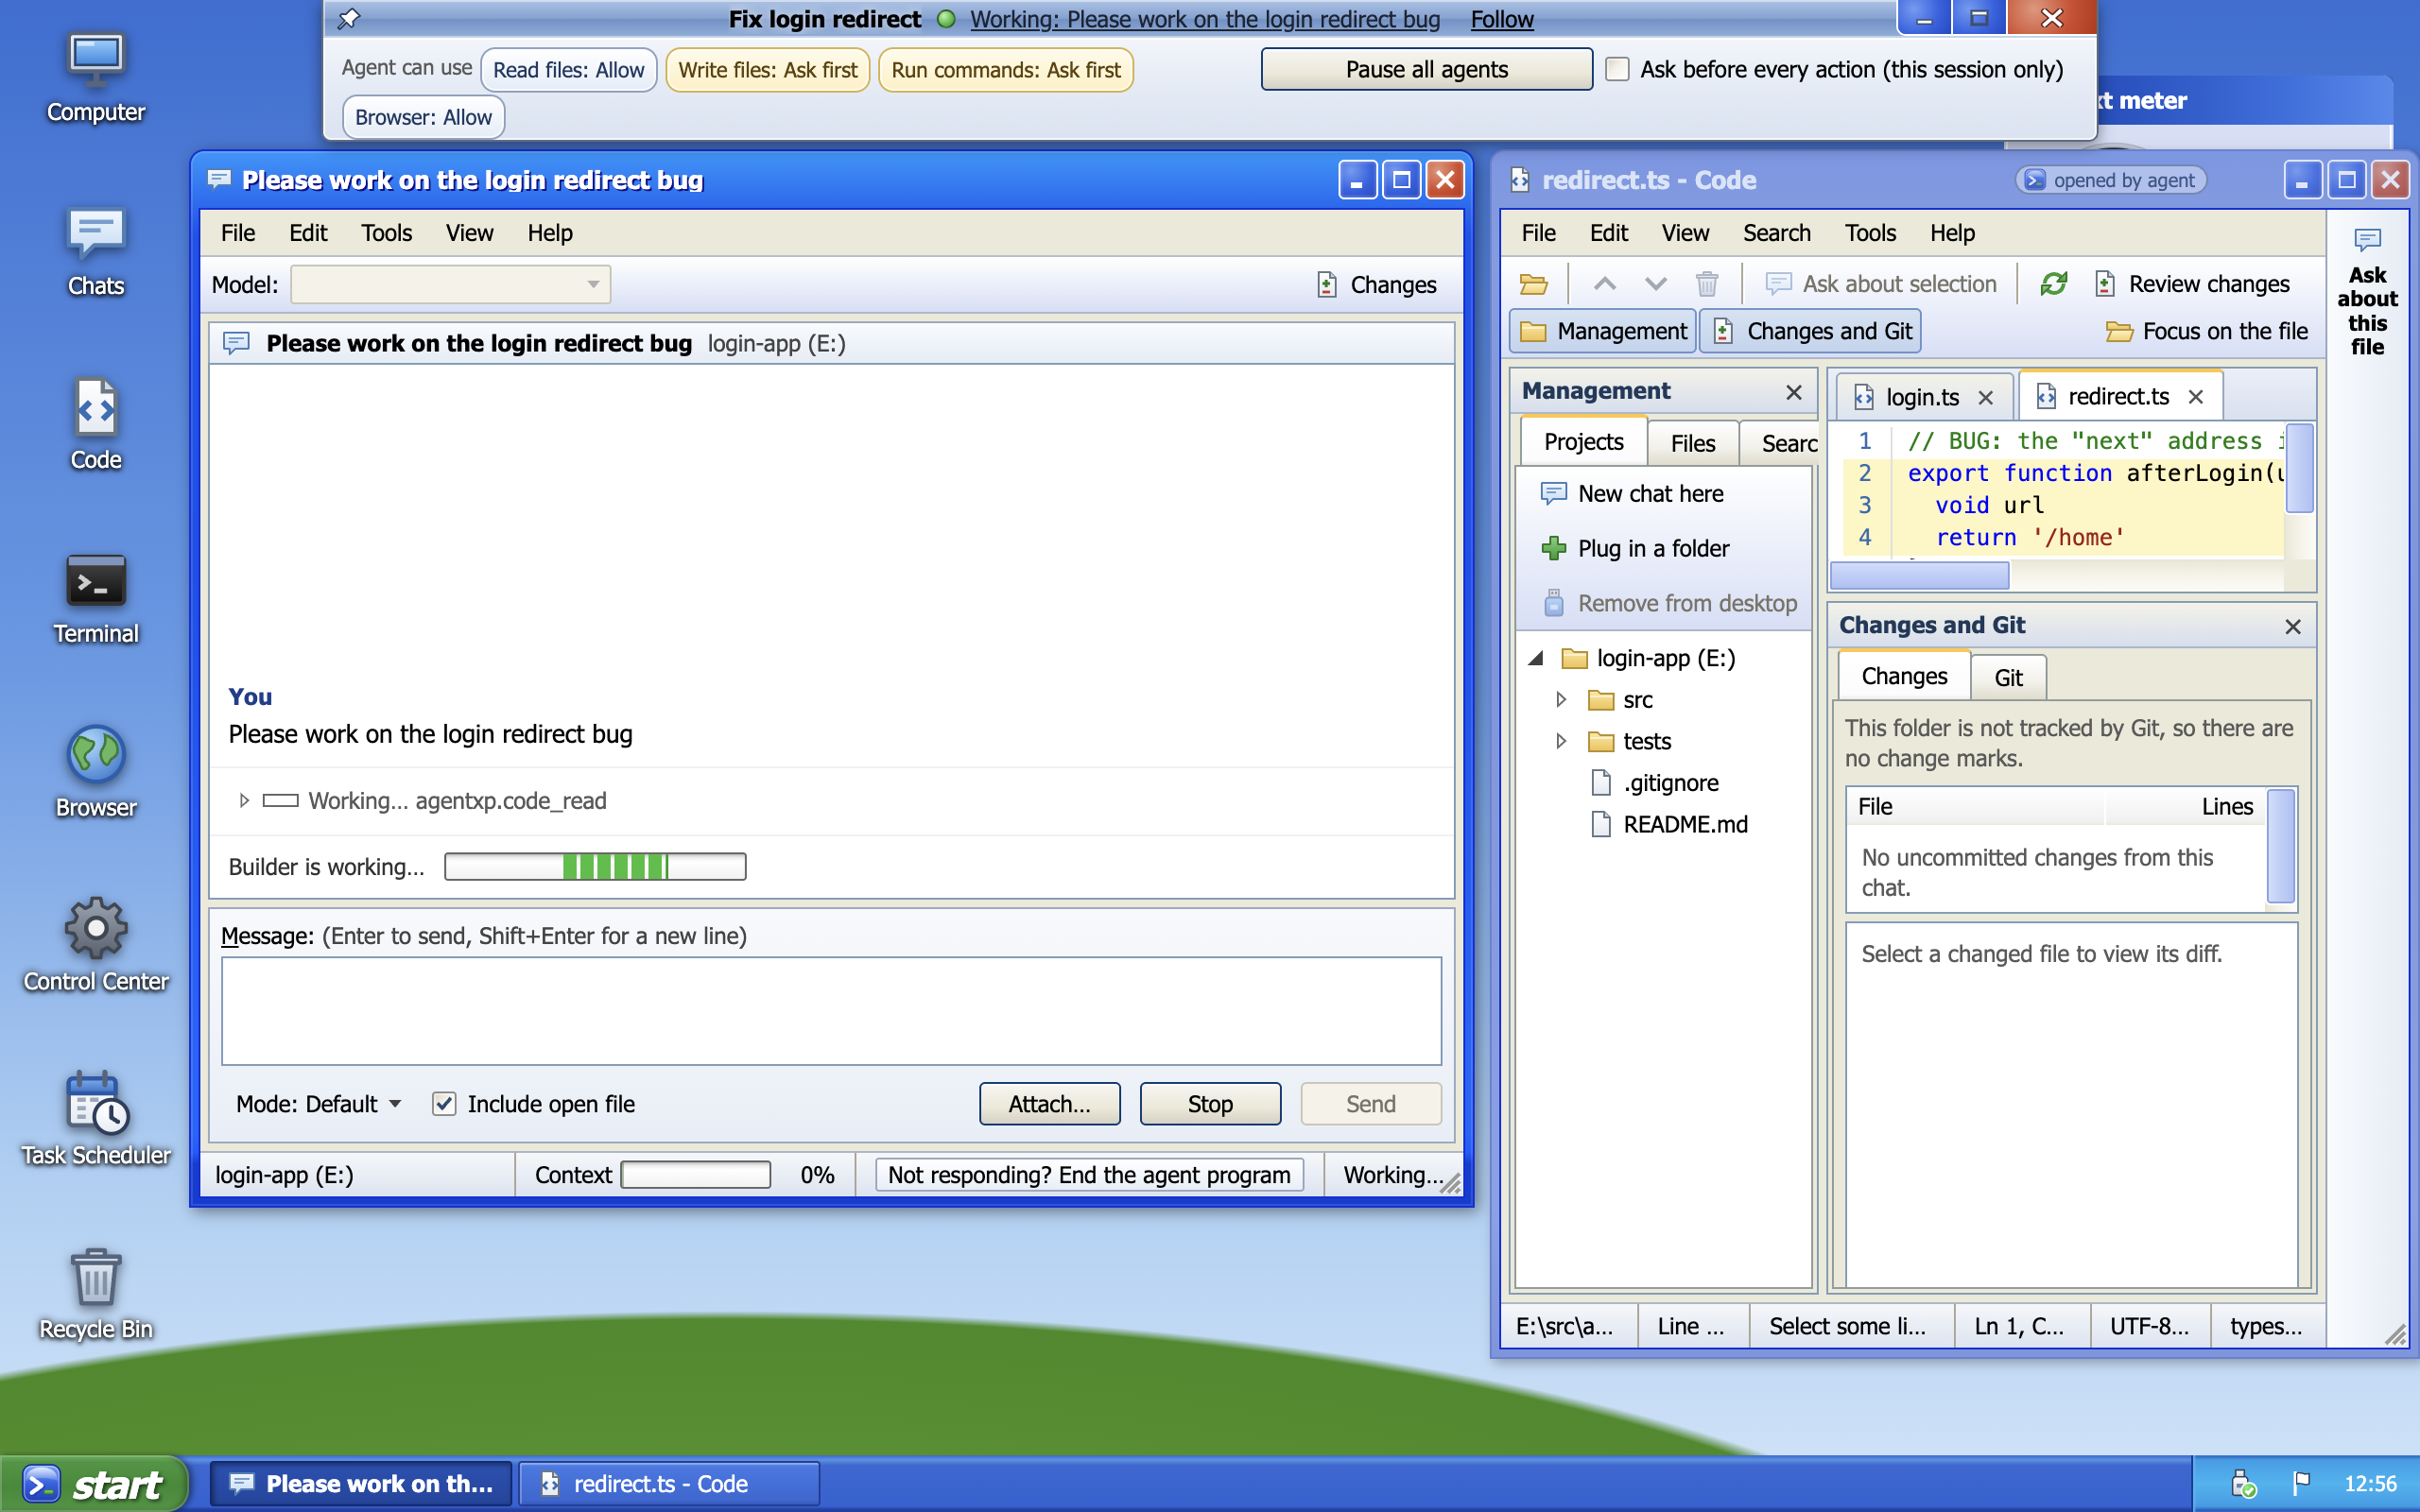 Computer
Chats
Code
Terminal
Browser
Control Center
Task Scheduler
Recycle Bin
Fix login redirect Working: Please work on the login redirect bug Follow
Agent can use Read files: Allow Write files: Ask first Run commands: Ask first
Browser: Allow
Pause all agents Ask before every action (this session only)
meter
Please work on the login redirect bug
File Edit Tools View Help
Model: Changes
Please work on the login redirect bug login-app (E:)
You
Please work on the login redirect bug
Working... agentxp.code_read
Builder is working...
Message: (Enter to send, Shift+Enter for a new line)
Mode: Default Include open file Attach... Stop Send
login-app (E:) Context 0% Not responding? End the agent program Working...
redirect.ts - Code opened by agent
File Edit View Search Tools Help
Ask about selection Review changes
Management Changes and Git Focus on the file
Ask
about
this
file
Management
Projects Files Searc
New chat here
Plug in a folder
Remove from desktop
login-app (E:)
src
tests
.gitignore
README.md
login.ts redirect.ts
1 // BUG: the "next" address i
2 export function afterLogin(u
3 void url
4 return '/home'
Changes and Git
Changes Git
This folder is not tracked by Git, so there are
no change marks.
File Lines
No uncommitted changes from this
chat.
Select a changed file to view its diff.
E:\src\a... Line ... Select some li... Ln 1, C... UTF-8... types...
start Please work on th... redirect.ts - Code 12:56